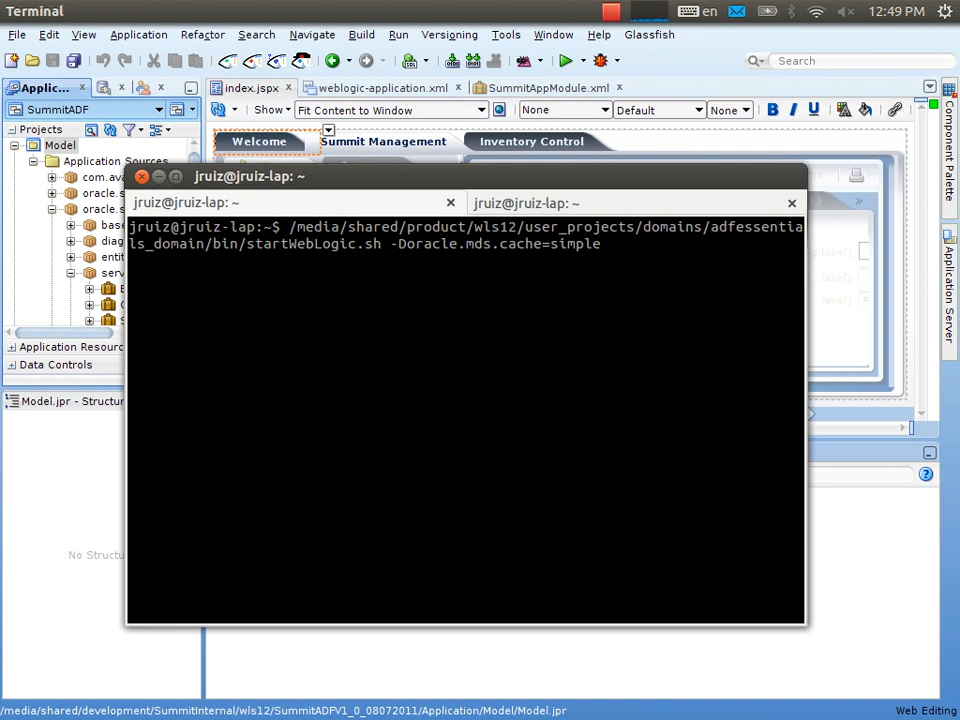 Terminal
en
12:49 PM
File Edit View Application Refactor Search Navigate Build Run Versioning Tools Window Help Glassfish
Search
Applic...
index.jspx
weblogic-application.xml
SummitAppModule.xml
SummitADF
Show
Fit Content to Window
None
Default
None
B I U
Projects
Model
Application Sources
com.ava
oracle.s
oracle.s
base
diag
entit
serv
Application Resour
Data Controls
Model.jpr - Structu
No Structu
Welcome
Summit Management
Inventory Control
label}
label}
Component Palette
Application Server
jruiz@jruiz-lap: ~
jruiz@jruiz-lap: ~
jruiz@jruiz-lap: ~
jruiz@jruiz-lap:~$ /media/shared/product/wls12/user_projects/domains/adfessentia
ls_domain/bin/startWebLogic.sh -Doracle.mds.cache=simple
/media/shared/development/SummitInternal/wls12/SummitADFV1_0_08072011/Application/Model/Model.jpr
Web Editing